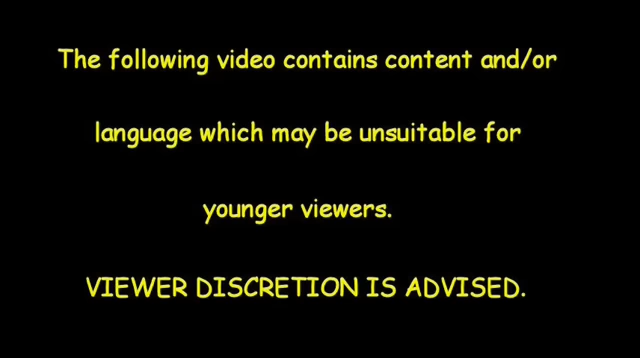 The following video contains content and/or
language which may be unsuitable for
younger viewers.
VIEWER DISCRETION IS ADVISED.